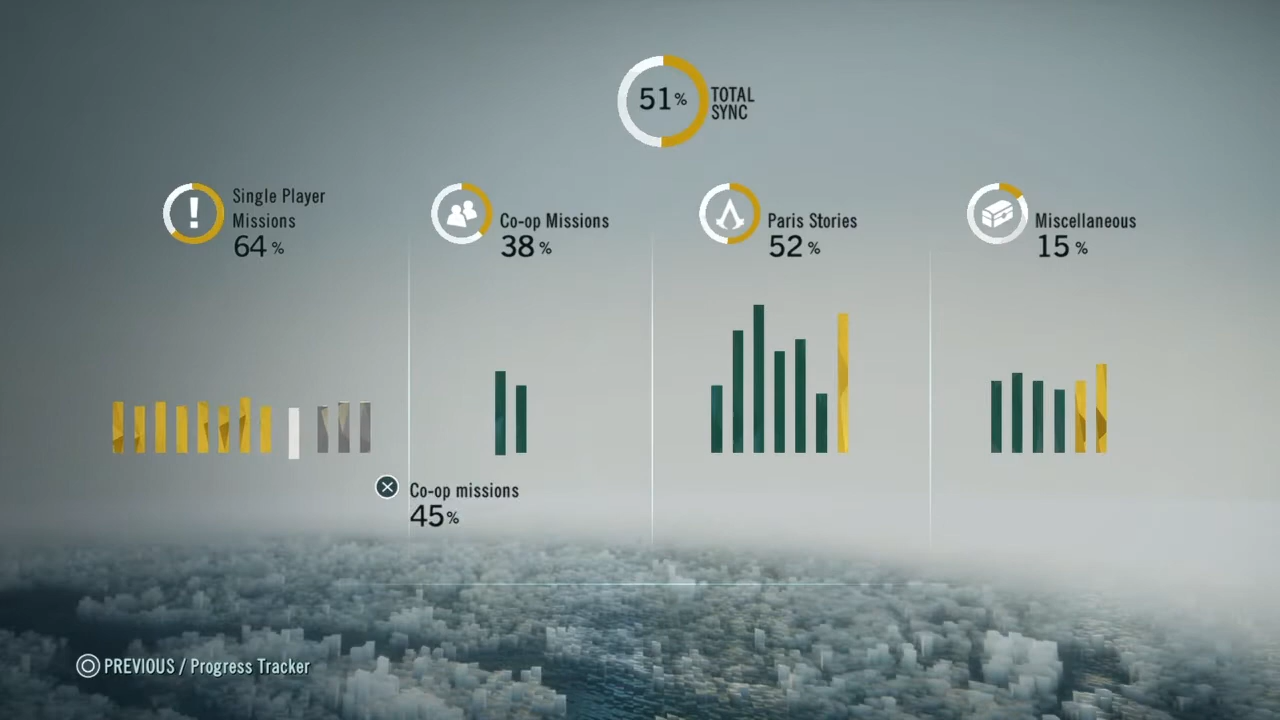 51%
TOTAL
SYNC
Single Player
Missions
64%
Co-op Missions
38%
Paris Stories
52%
Miscellaneous
15%
Co-op missions
45%
PREVIOUS / Progress Tracker